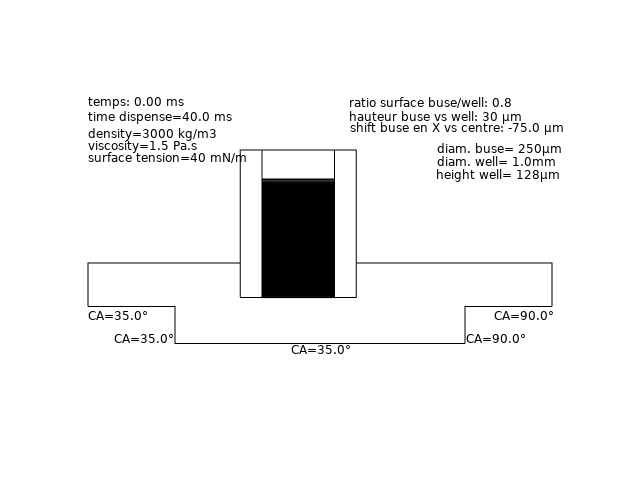 temps: 0.00 ms
time dispense=40.0 ms
density=3000 kg/m3
viscosity=1.5 Pa.s
surface tension=40 mN/m
ratio surface buse/well: 0.8
hauteur buse vs well: 30 µm
shift buse en X vs centre: -75.0 µm
diam. buse= 250µm
diam. well= 1.0mm
height well= 128µm
CA=35.0°
CA=90.0°
CA=35.0°
CA=90.0°
CA=35.0°